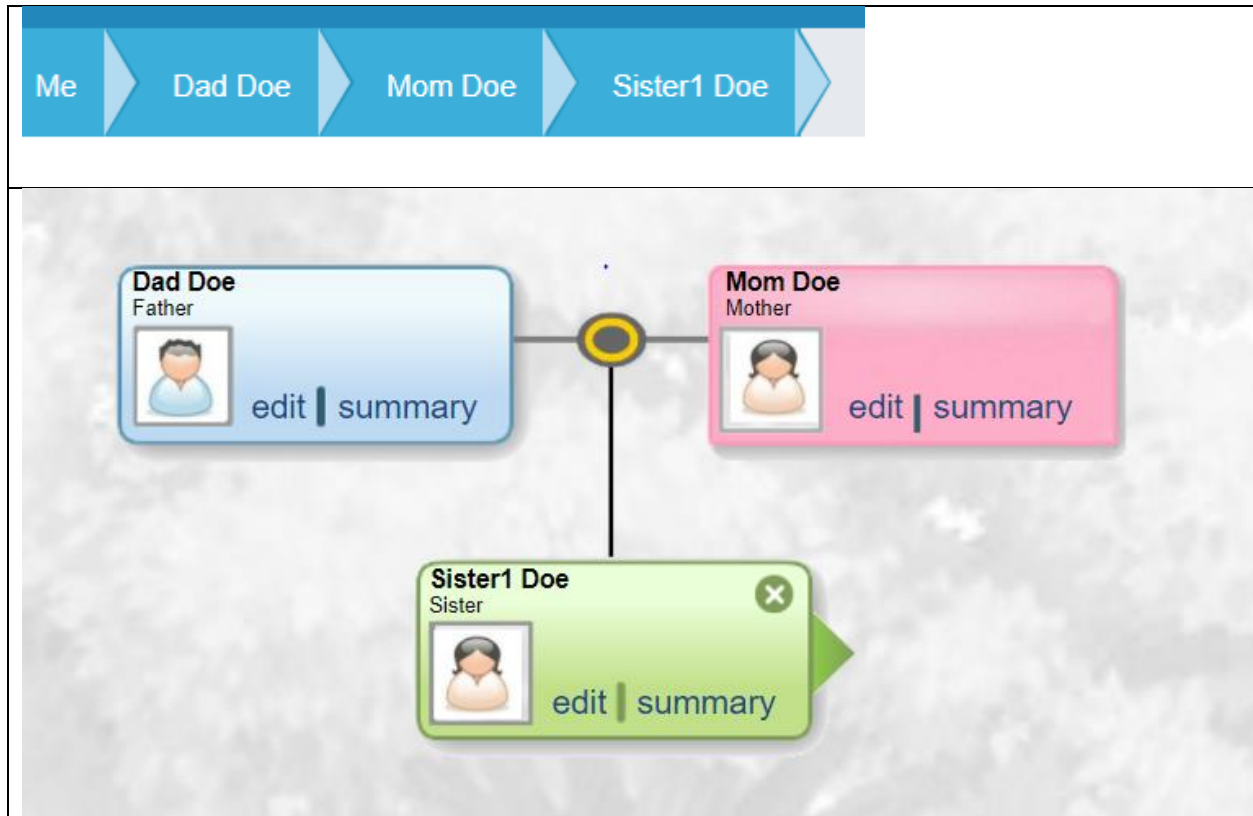 Me Dad Doe Mom Doe Sister1 Doe
Dad Doe
Father
edit | summary
Mom Doe
Mother
edit | summary
Sister1 Doe
Sister
edit | summary